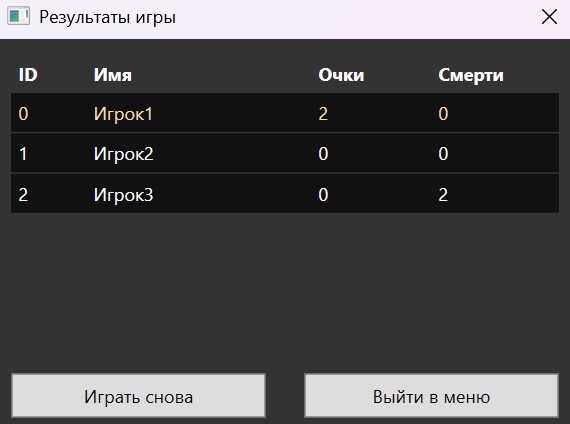 Результаты игры
ID Имя Очки Смерти
0 Игрок1 2 0
1 Игрок2 0 0
2 Игрок3 0 2
Играть снова Выйти в меню